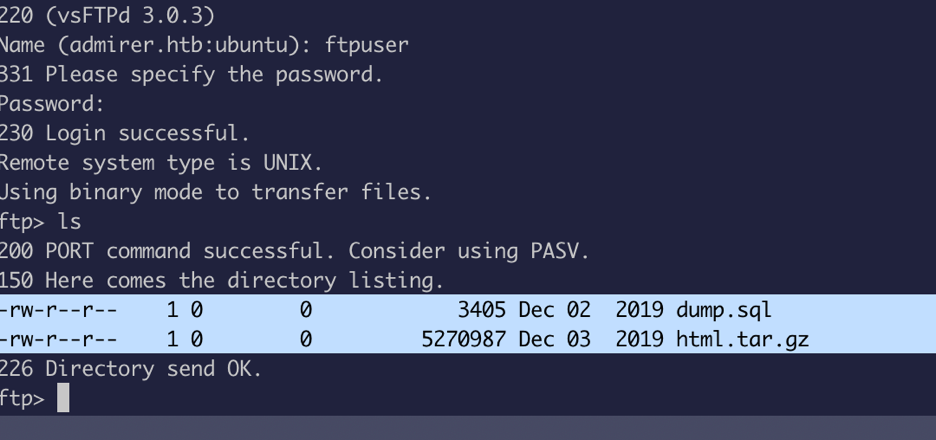 220 (vsFTPd 3.0.3)
Name (admirer.htb:ubuntu): ftpuser
331 Please specify the password.
Password:
230 Login successful.
Remote system type is UNIX.
Using binary mode to transfer files.
ftp> ls
200 PORT command successful. Consider using PASV.
150 Here comes the directory listing.
-rw-r--r--    1 0        0            3405 Dec 02  2019 dump.sql
-rw-r--r--    1 0        0         5270987 Dec 03  2019 html.tar.gz
226 Directory send OK.
ftp>